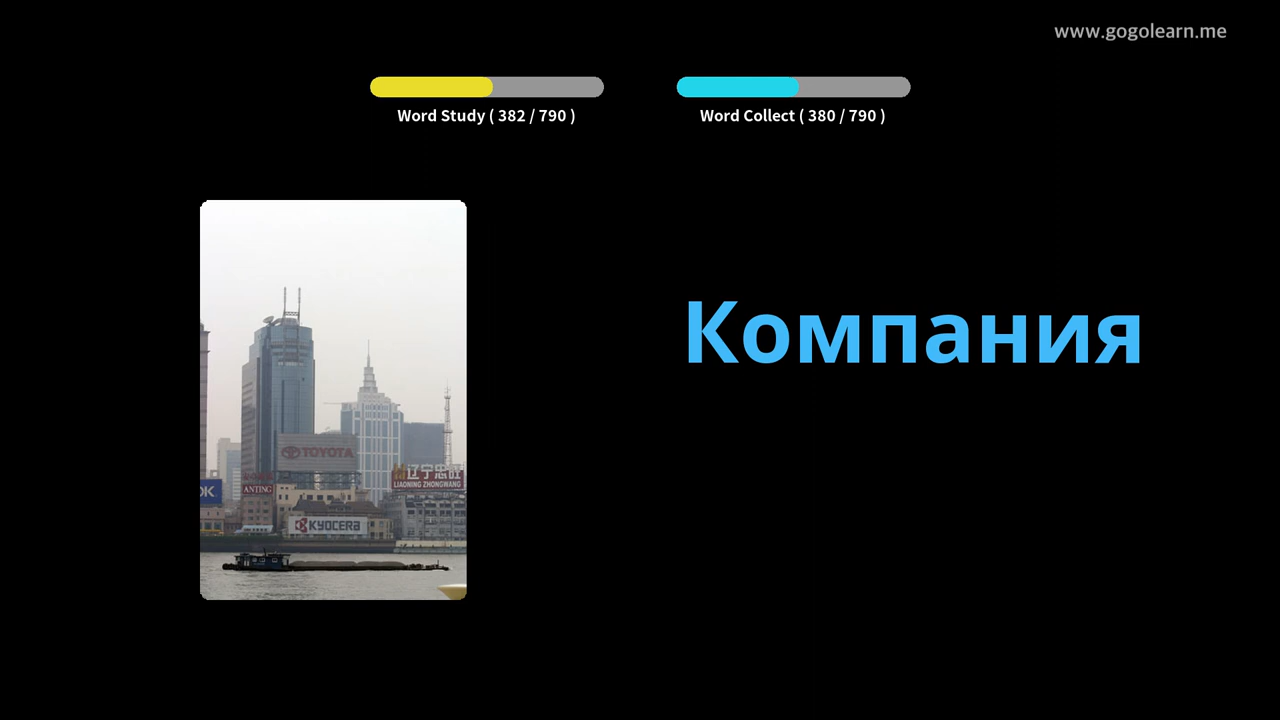 www.gogolearn.me
Word Study ( 382 / 790 )
Word Collect ( 380 / 790 )
Компания
TOYOTA
辽宁忠旺
LIAONING ZHONGWANG
OK
ANTING
KYOCERA